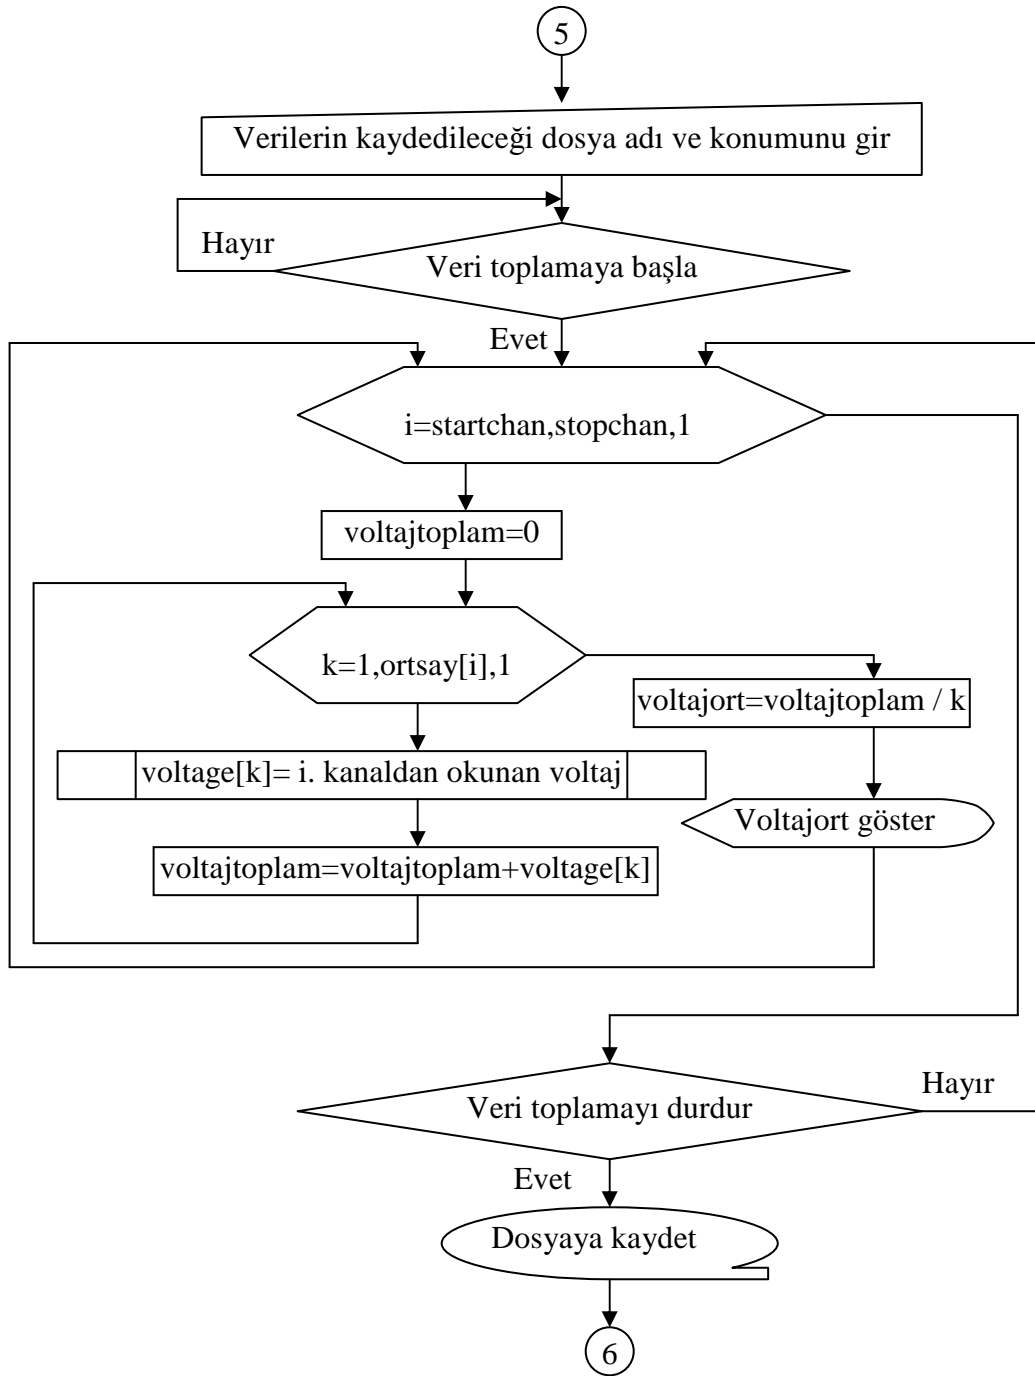 5
Verilerin kaydedileceği dosya adı ve konumunu gir
Hayır
Veri toplamaya başla
Evet
i=startchan,stopchan,1
voltajtoplam=0
k=1,ortsay[i],1
voltajort=voltajtoplam / k
voltage[k]= i. kanaldan okunan voltaj
Voltajort göster
voltajtoplam=voltajtoplam+voltage[k]
Hayır
Veri toplamayı durdur
Evet
Dosyaya kaydet
6